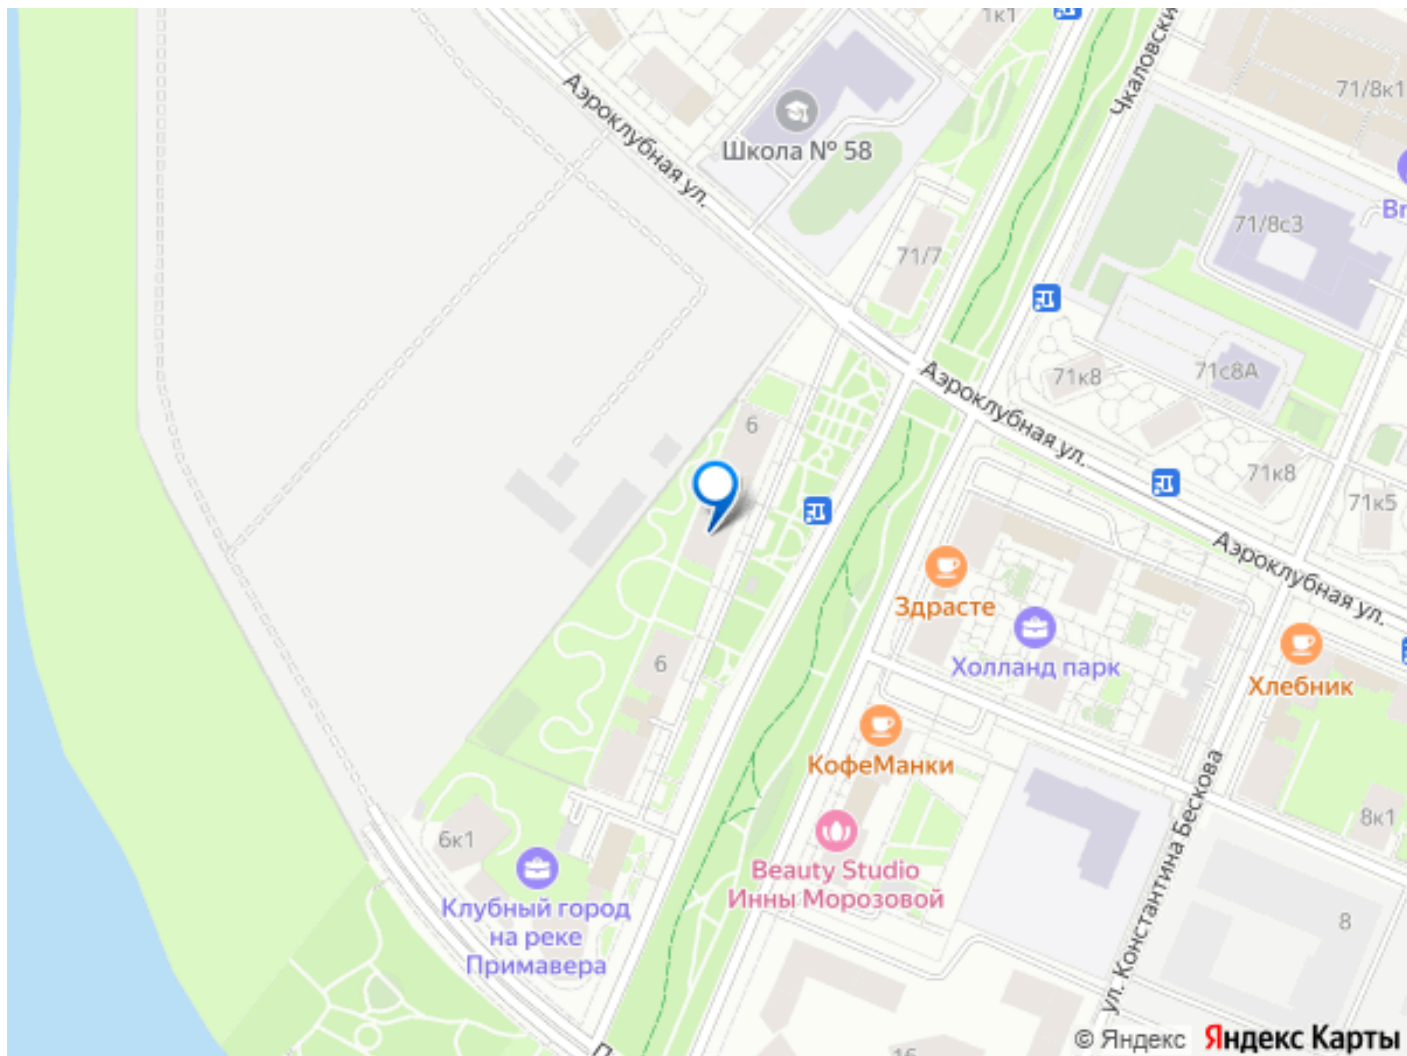 1к1
Чкаловски
71/8к1
Аэроклубная ул.
Школа № 58
Br
71/8с3
71/7
Аэроклубная ул.
71к8
71с8А
6
71к8
71к5
Аэроклубная ул.
Здрасте
Холланд парк
6
Хлебник
КофеМанки
ул. Константина Бескова
6к1
8к1
Beauty Studio
Инны Морозовой
Клубный город
на реке
Примавера
8
16
© Яндекс Яндекс Карты